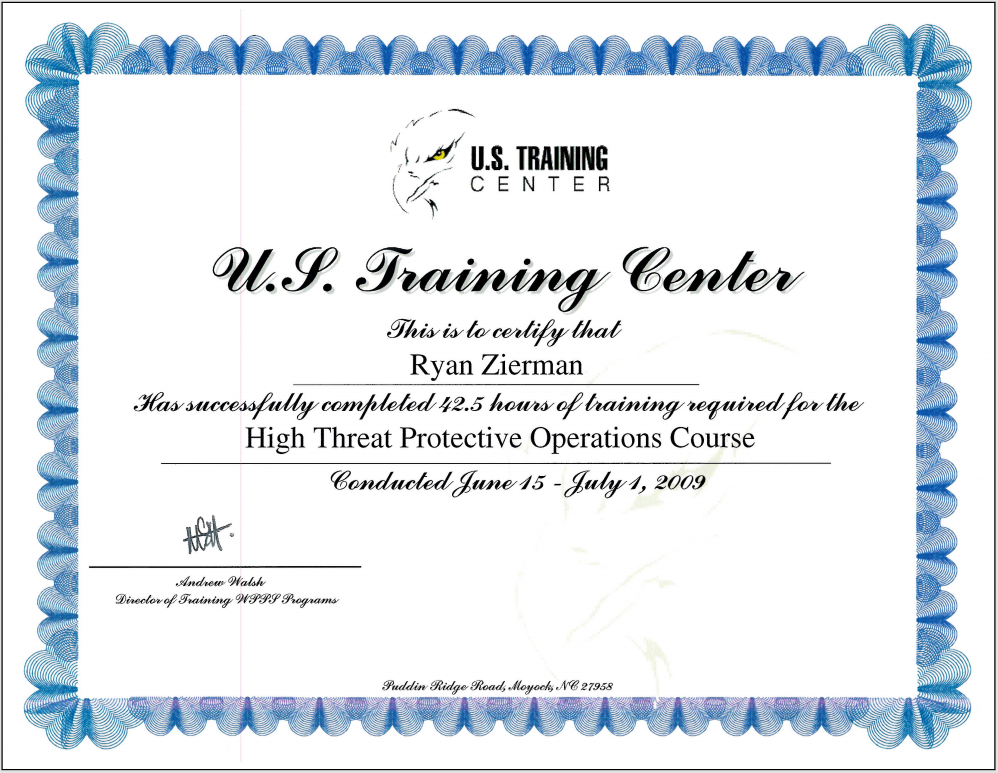 U.S. TRAINING
CENTER
U.S. Training Center
This is to certify that
Ryan Zierman
Has successfully completed 42.5 hours of training required for the
High Threat Protective Operations Course
Conducted June 15 - July 1, 2009
Andrew Walsh
Director of Training WPPS Programs
Puddin Ridge Road, Moyock, NC 27958